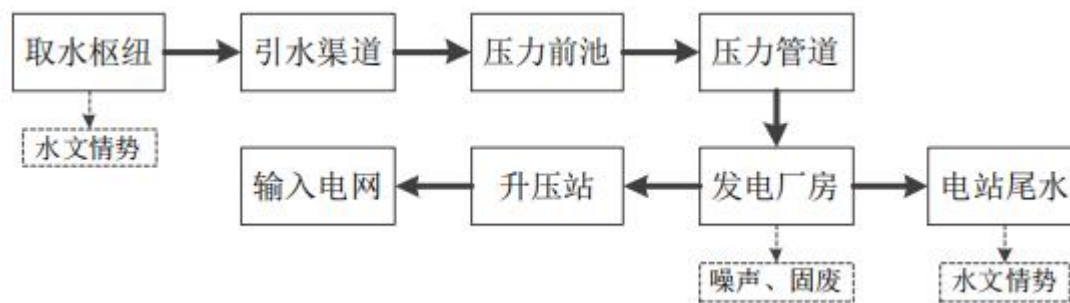 取水枢纽
引水渠道
压力前池
压力管道
水文情势
输入电网
升压站
发电厂房
电站尾水
噪声、固废
水文情势